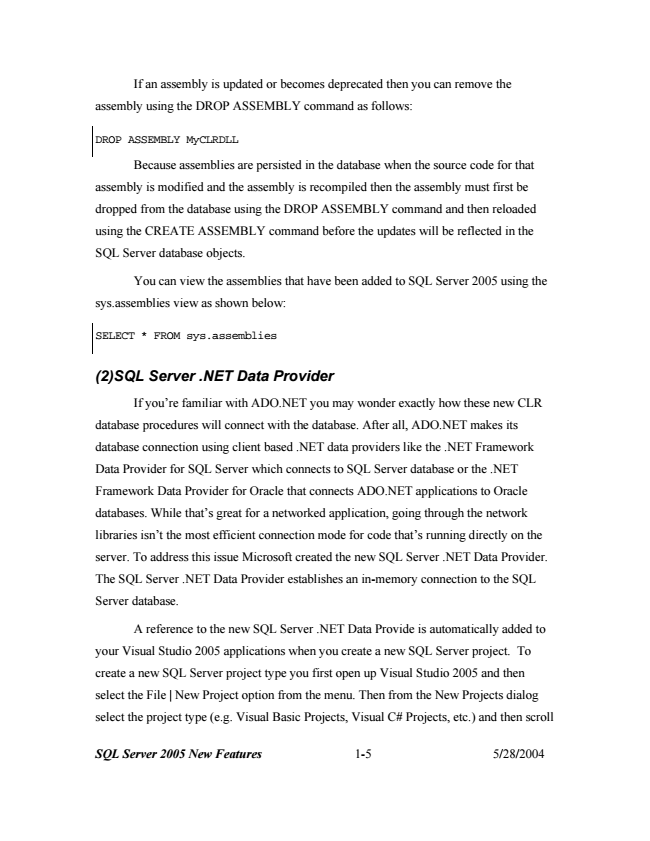 If an assembly is updated or becomes deprecated then you can remove the
assembly using the DROP ASSEMBLY command as follows:
DROP ASSEMBLY MyCLRDLL
Because assemblies are persisted in the database when the source code for that
assembly is modified and the assembly is recompiled then the assembly must first be
dropped from the database using the DROP ASSEMBLY command and then reloaded
using the CREATE ASSEMBLY command before the updates will be reflected in the
SQL Server database objects.
You can view the assemblies that have been added to SQL Server 2005 using the
sys.assemblies view as shown below:
SELECT * FROM sys.assemblies
(2)SQL Server .NET Data Provider
If you’re familiar with ADO.NET you may wonder exactly how these new CLR
database procedures will connect with the database. After all, ADO.NET makes its
database connection using client based .NET data providers like the .NET Framework
Data Provider for SQL Server which connects to SQL Server database or the .NET
Framework Data Provider for Oracle that connects ADO.NET applications to Oracle
databases. While that’s great for a networked application, going through the network
libraries isn’t the most efficient connection mode for code that’s running directly on the
server. To address this issue Microsoft created the new SQL Server .NET Data Provider.
The SQL Server .NET Data Provider establishes an in-memory connection to the SQL
Server database.
A reference to the new SQL Server .NET Data Provide is automatically added to
your Visual Studio 2005 applications when you create a new SQL Server project.  To
create a new SQL Server project type you first open up Visual Studio 2005 and then
select the File | New Project option from the menu. Then from the New Projects dialog
select the project type (e.g. Visual Basic Projects, Visual C# Projects, etc.) and then scroll
SQL Server 2005 New Features 1-5 5/28/2004